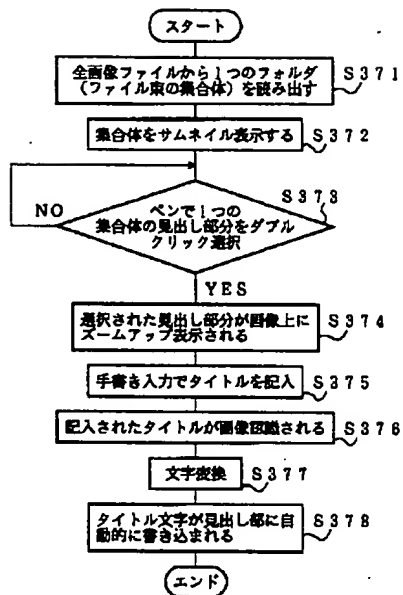 スタート
全画像ファイルから1つのフォルダ
(ファイル束の集合体)を読み出す
S371
集合体をサムネイル表示する
S372
S373
NO
ペンで1つの
集合体の見出し部分をダブル
クリック選択
YES
選択された見出し部分が画像上に
ズームアップ表示される
S374
手書き入力でタイトルを記入
S375
記入されたタイトルが画像認識される
S376
文字変換
S377
タイトル文字が見出し部に自
動的に書き込まれる
S378
エンド